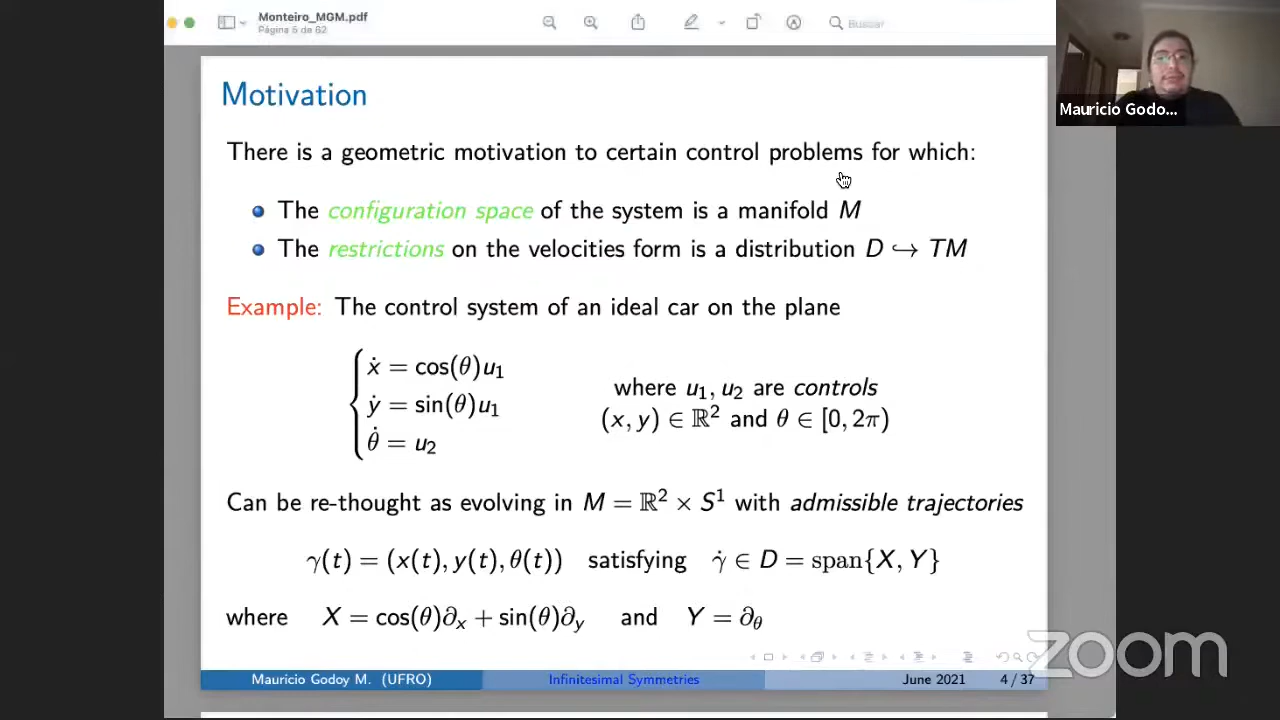 Monteiro_MGM.pdf
Página 5 de 62
Buscar
Mauricio Godo...
Motivation
There is a geometric motivation to certain control problems for which:
The configuration space of the system is a manifold M
The restrictions on the velocities form is a distribution D ↪ TM
Example: The control system of an ideal car on the plane
ẋ = cos(θ)u₁
ẏ = sin(θ)u₁
θ̇ = u₂
where u₁, u₂ are controls
(x, y) ∈ ℝ² and θ ∈ [0, 2π)
Can be re-thought as evolving in M = ℝ² × S¹ with admissible trajectories
γ(t) = (x(t), y(t), θ(t)) satisfying γ̇ ∈ D = span{X, Y}
where X = cos(θ)∂ₓ + sin(θ)∂_y and Y = ∂_θ
zoom
Mauricio Godoy M. (UFRO) Infinitesimal Symmetries June 2021 4 / 37